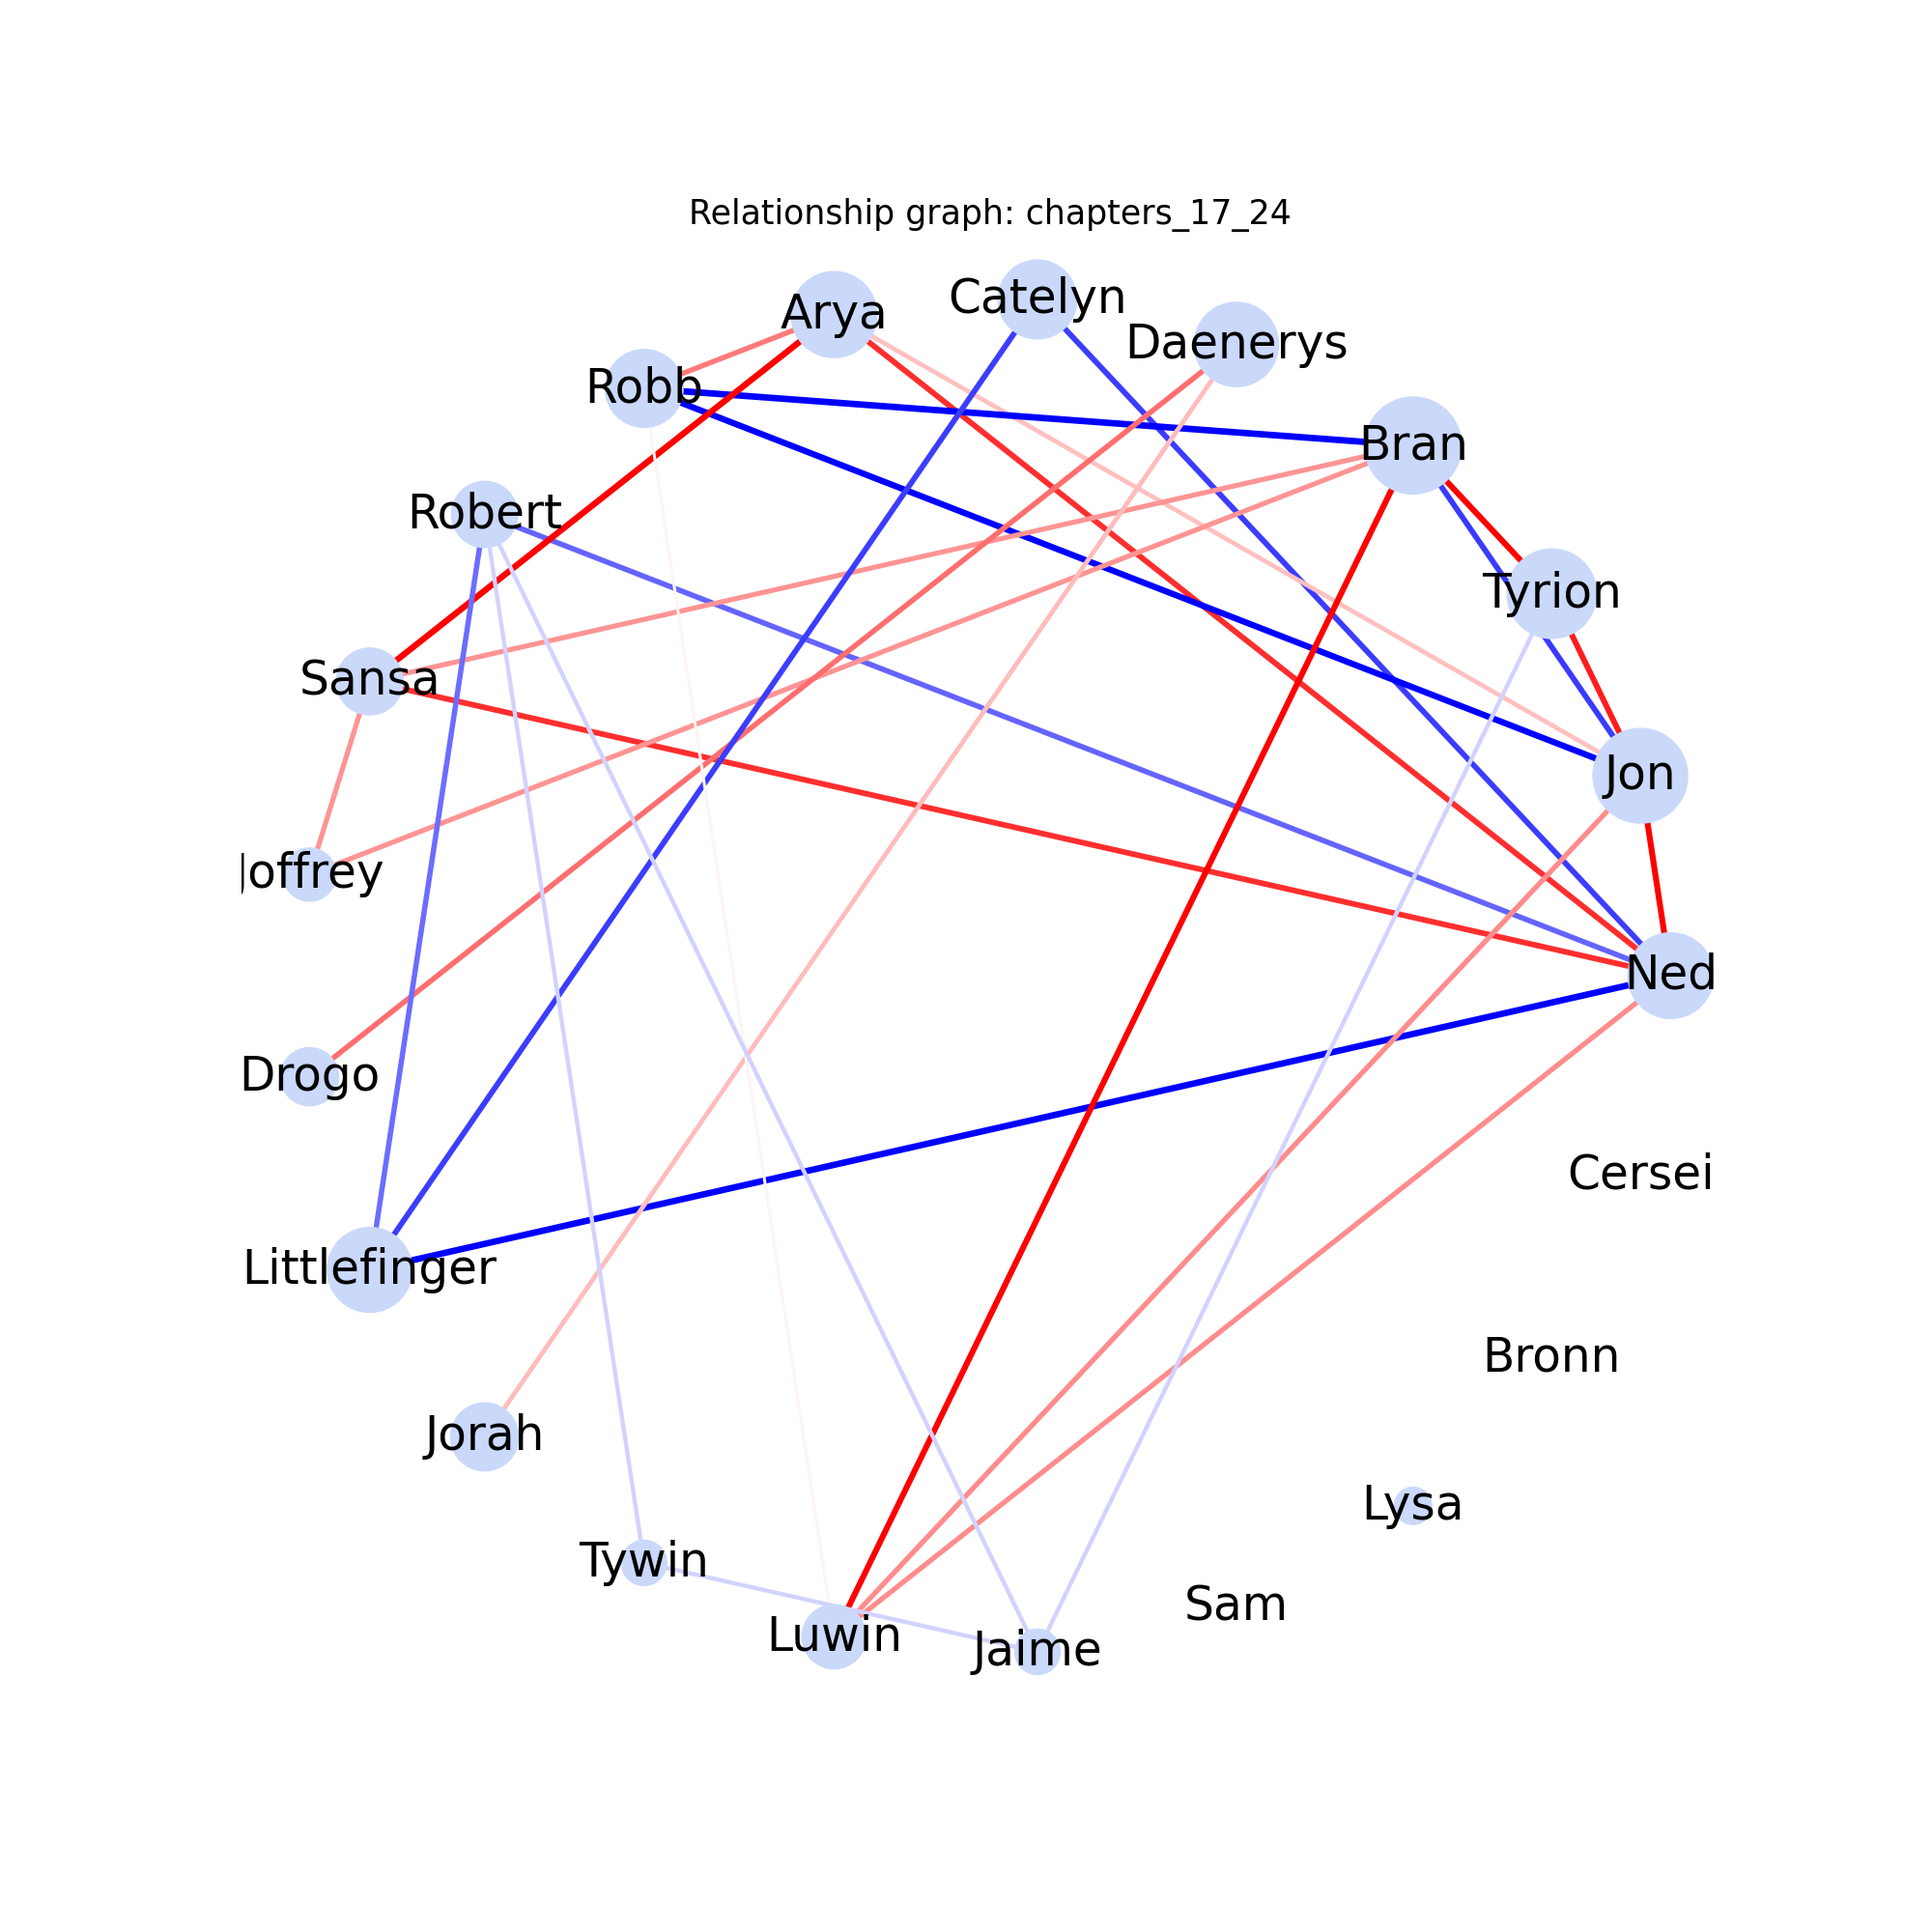 Relationship graph: chapters_17_24
Catelyn
Arya
Daenerys
Robb
Bran
Robert
Tyrion
Sansa
Jon
Joffrey
Ned
Drogo
Cersei
Littlefinger
Bronn
Jorah
Lysa
Tywin
Sam
Luwin
Jaime